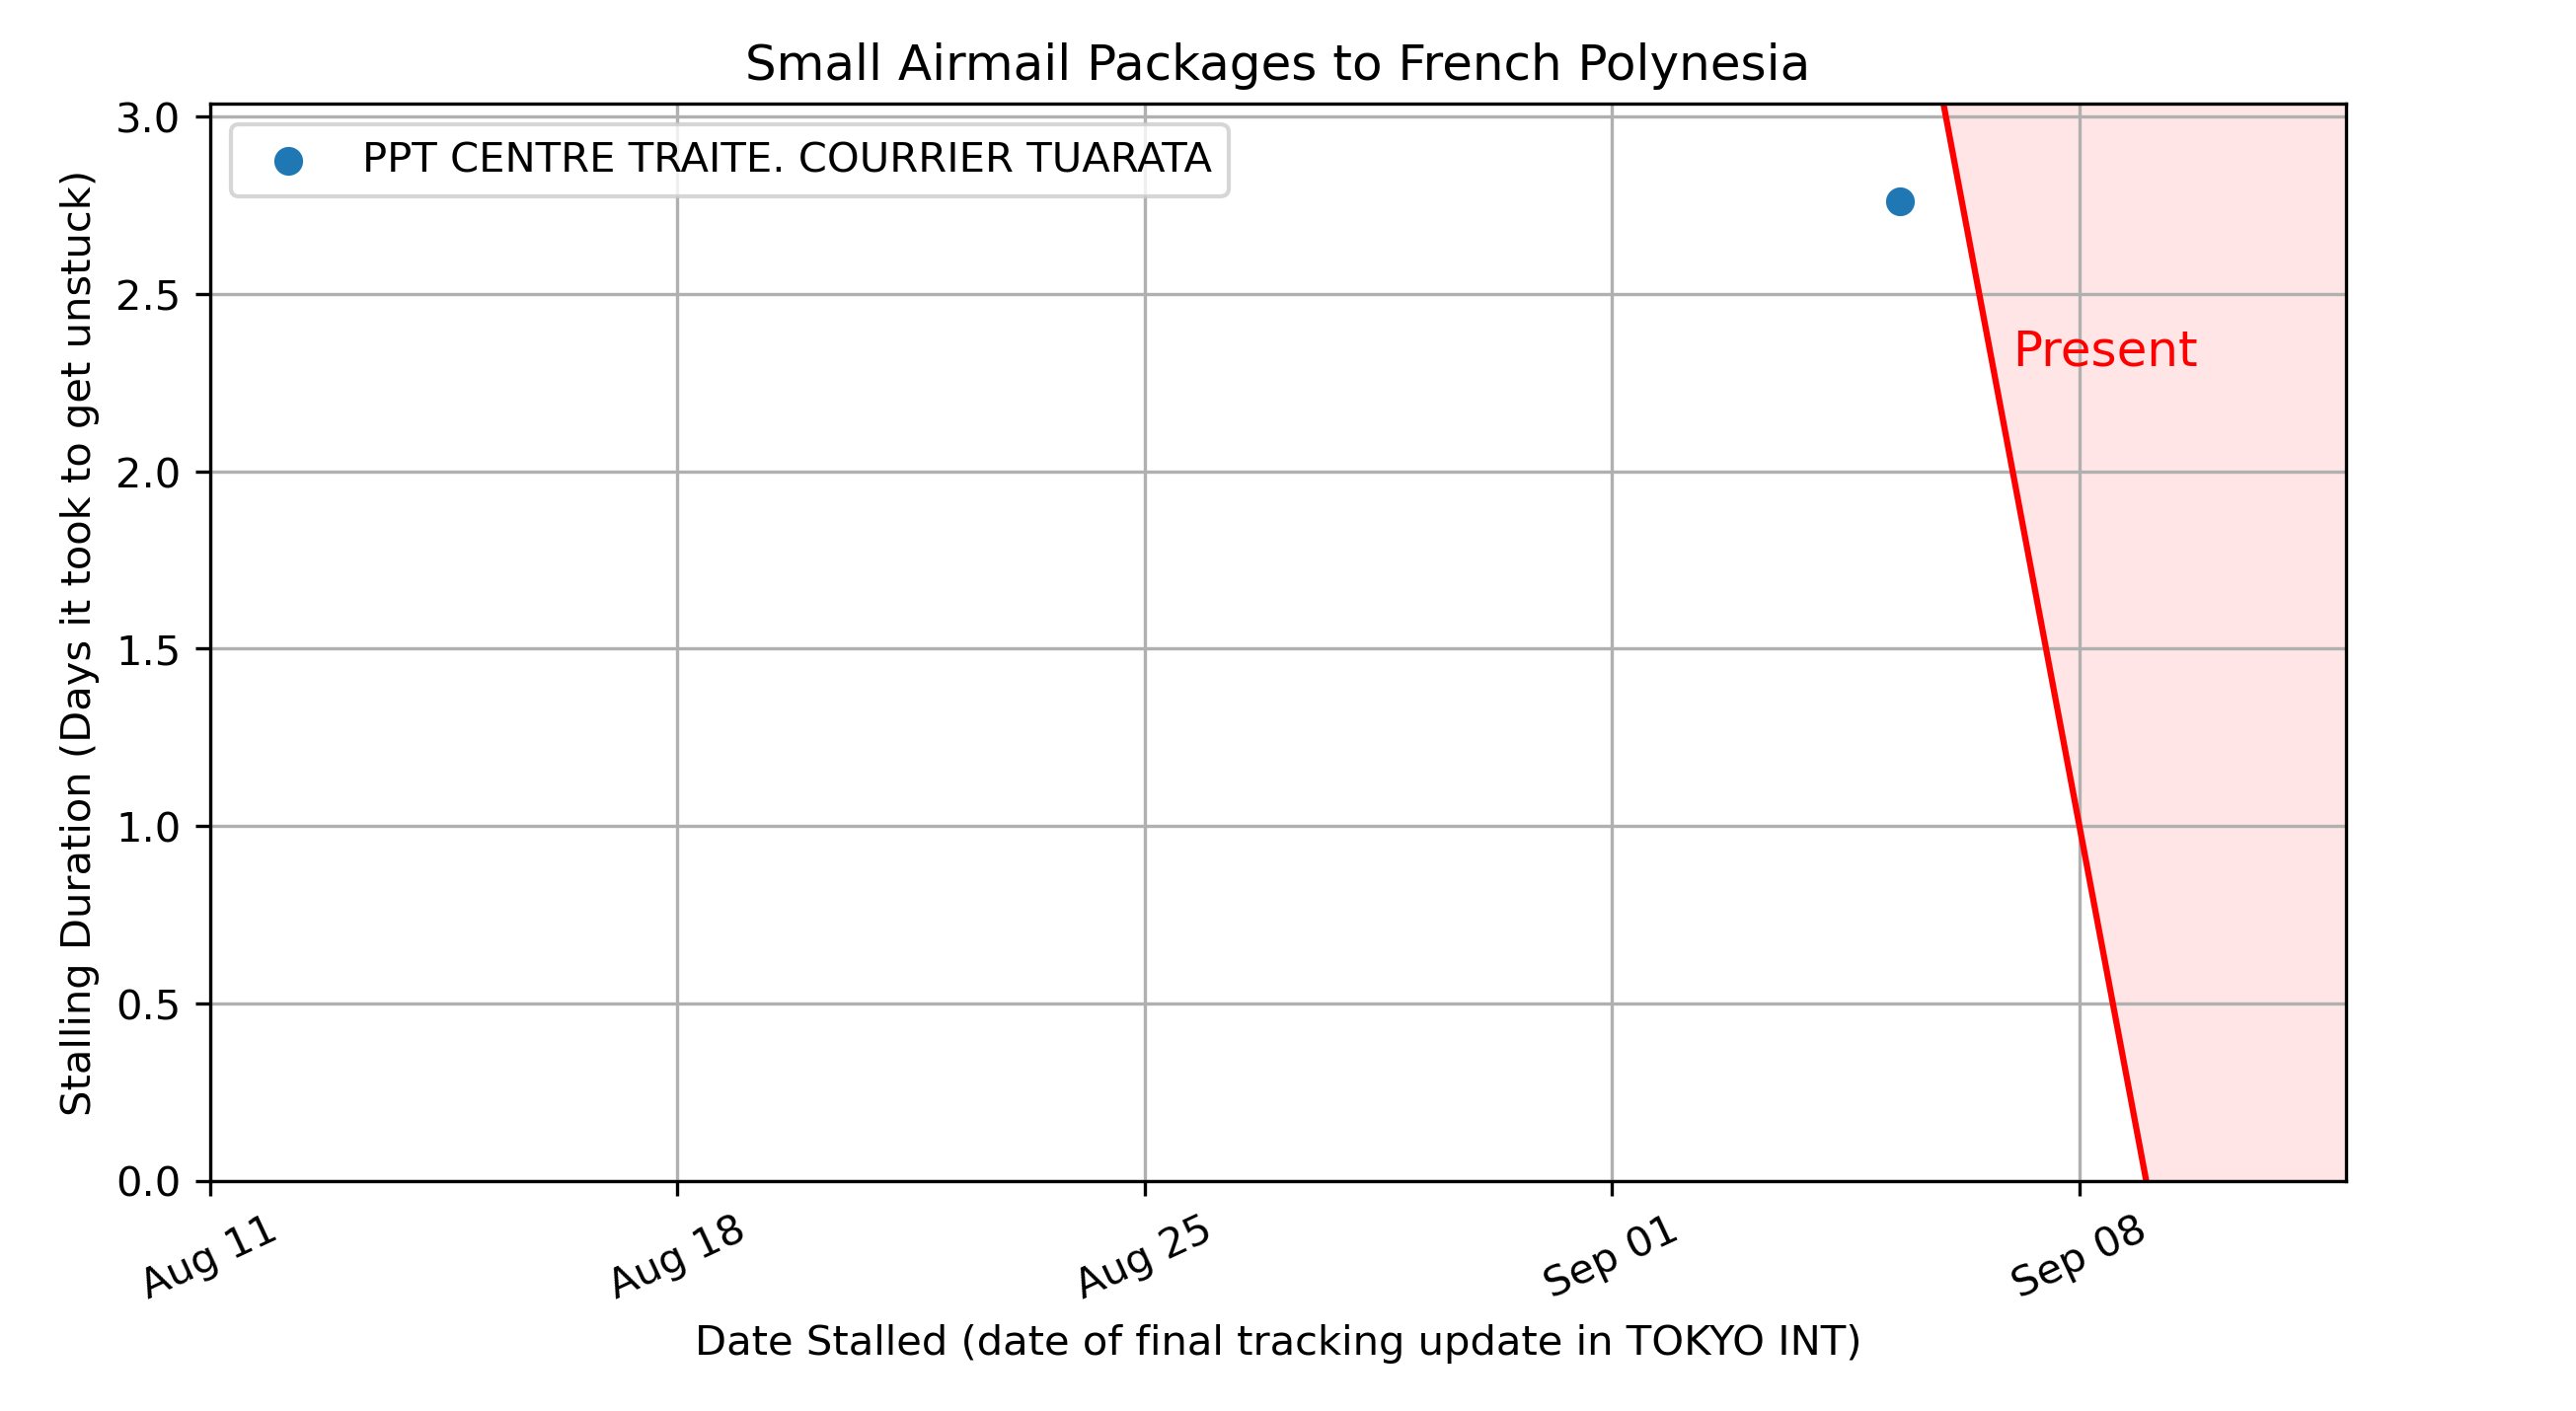 Small Airmail Packages to French Polynesia
PPT CENTRE TRAITE. COURRIER TUARATA
Present
Stalling Duration (Days it took to get unstuck)
3.0
2.5
2.0
1.5
1.0
0.5
0.0
Aug 11
Aug 18
Aug 25
Sep 01
Sep 08
Date Stalled (date of final tracking update in TOKYO INT)